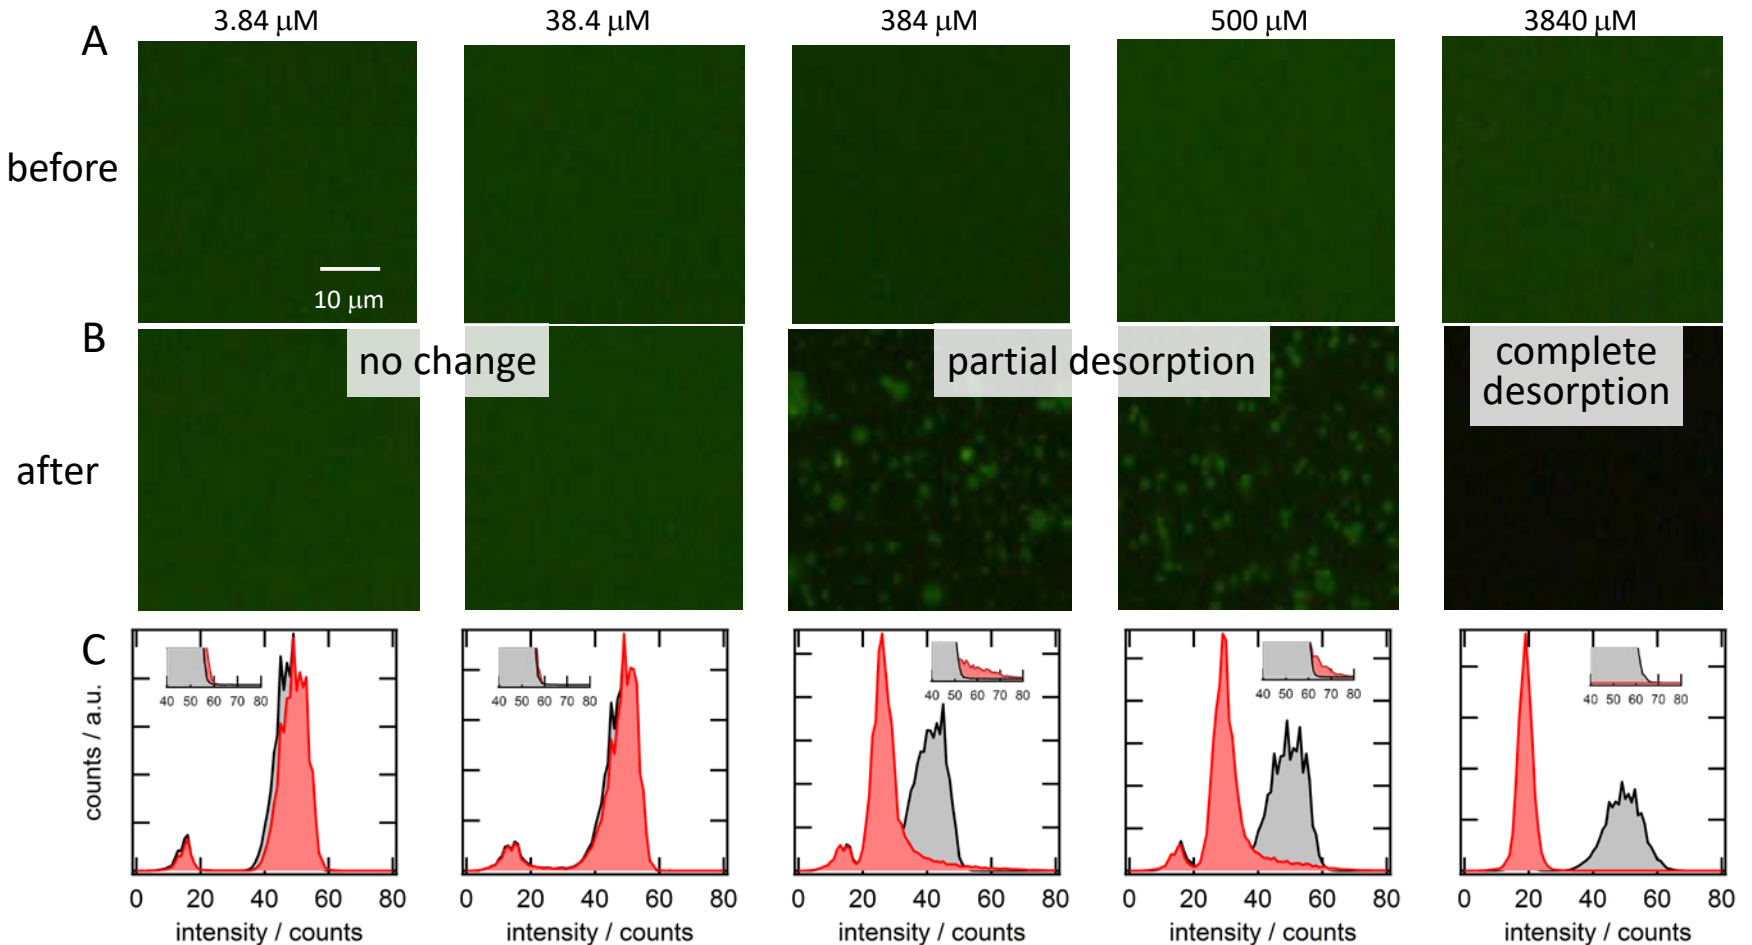 3.84 μM
38.4 μM
384 μM
500 μM
3840 μM
A
before
10 μm
B
no change
partial desorption
complete
desorption
after
C
counts / a.u.
40 50 60 70 80
40 50 60 70 80
40 50 60 70 80
40 50 60 70 80
40 50 60 70 80
0 20 40 60 80
0 20 40 60 80
0 20 40 60 80
0 20 40 60 80
0 20 40 60 80
intensity / counts
intensity / counts
intensity / counts
intensity / counts
intensity / counts